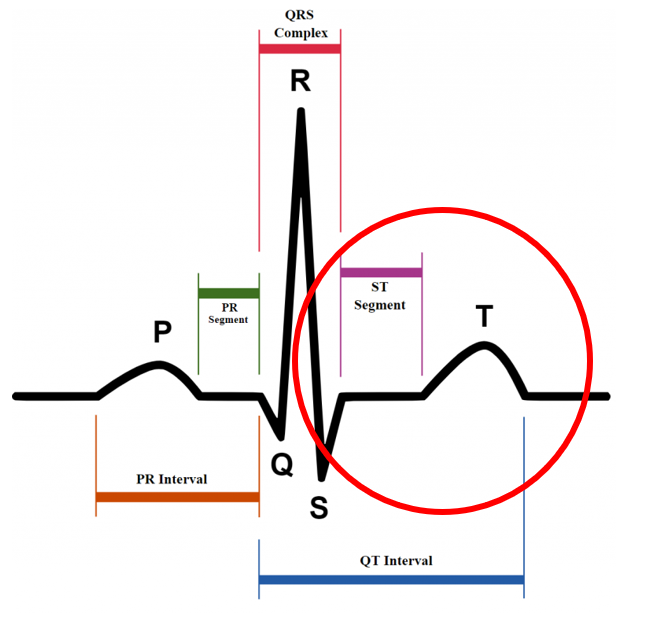 QRS
Complex
R
ST
Segment
PR
Segment
P
T
Q
S
PR Interval
QT Interval